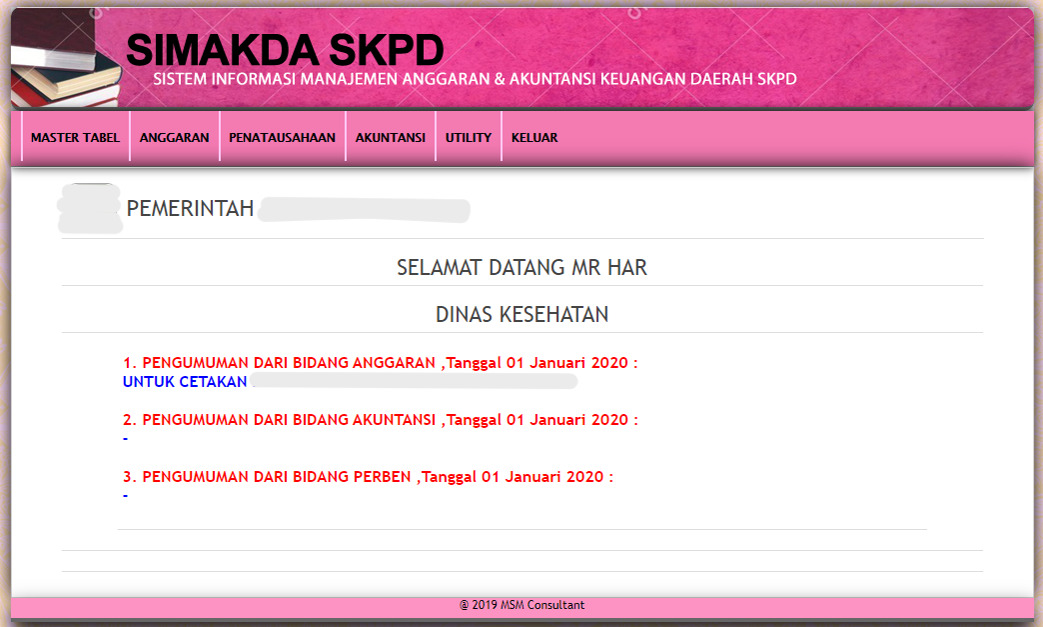 SIMAKDA SKPD
SISTEM INFORMASI MANAJEMEN ANGGARAN & AKUNTANSI KEUANGAN DAERAH SKPD
MASTER TABEL ANGGARAN PENATAUSAHAAN AKUNTANSI UTILITY KELUAR
PEMERINTAH
SELAMAT DATANG MR HAR
DINAS KESEHATAN
1. PENGUMUMAN DARI BIDANG ANGGARAN ,Tanggal 01 Januari 2020 :
UNTUK CETAKAN
2. PENGUMUMAN DARI BIDANG AKUNTANSI ,Tanggal 01 Januari 2020 :
-
3. PENGUMUMAN DARI BIDANG PERBEN ,Tanggal 01 Januari 2020 :
-
@ 2019 MSM Consultant